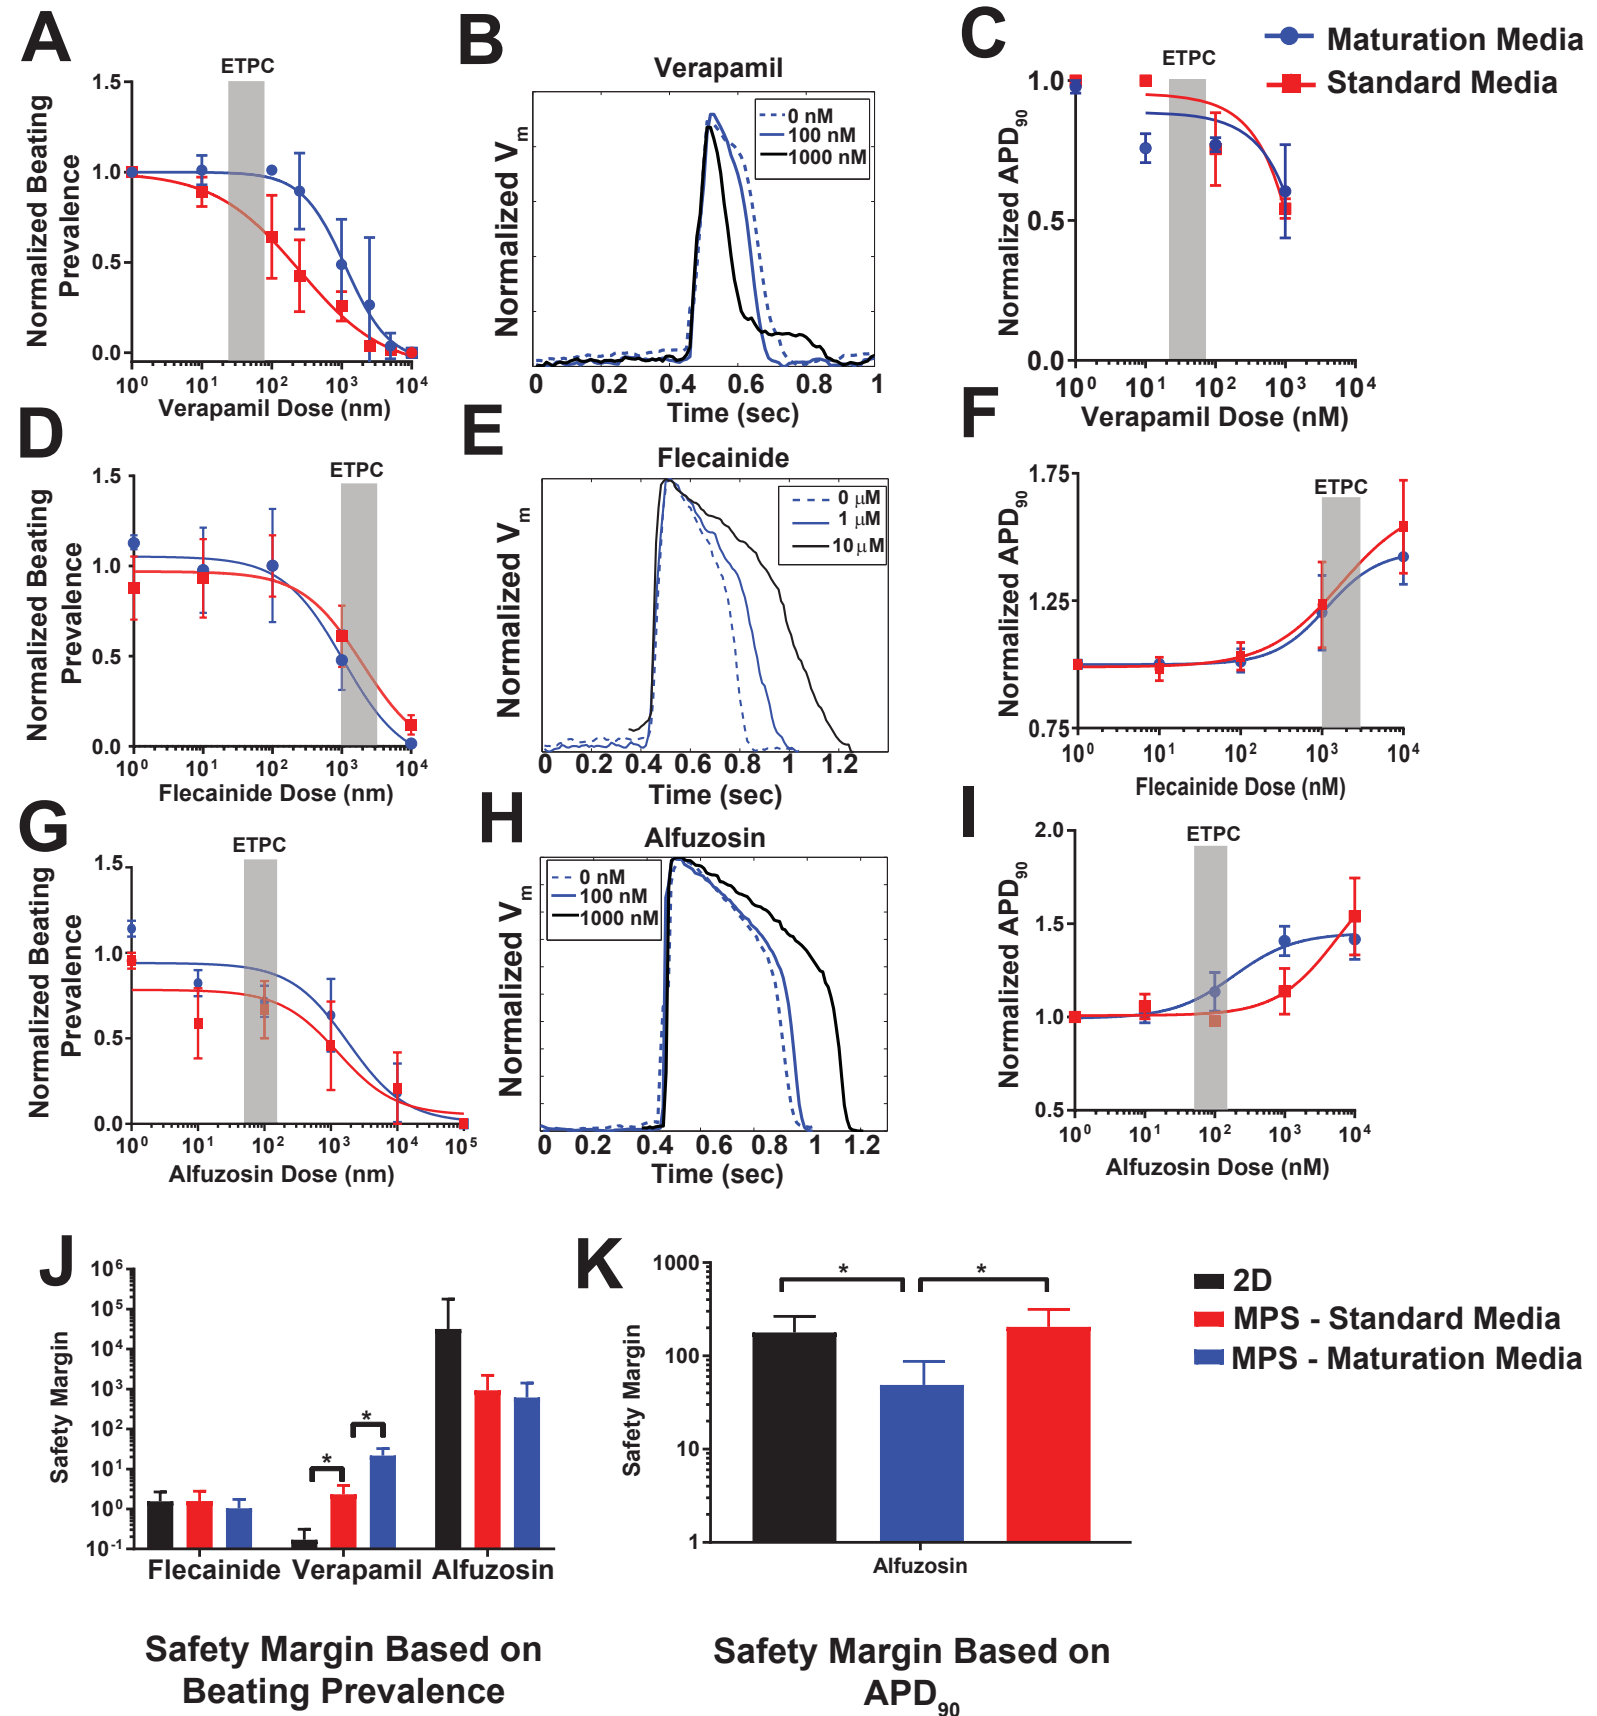 A
ETPC
Normalized Beating
Prevalence
1.5
1.0
0.5
0.0
10⁰ 10¹ 10² 10³ 10⁴
Verapamil Dose (nm)
B
Verapamil
Normalized Vm
0 nM
100 nM
1000 nM
0 0.2 0.4 0.6 0.8 1
Time (sec)
C
ETPC
Maturation Media
Standard Media
Normalized APD90
1.0
0.5
0.0
10⁰ 10¹ 10² 10³ 10⁴
Verapamil Dose (nM)
D
ETPC
Normalized Beating
Prevalence
1.5
1.0
0.5
0.0
10⁰ 10¹ 10² 10³ 10⁴
Flecainide Dose (nm)
E
Flecainide
Normalized Vm
0 µM
1 µM
10 µM
0 0.2 0.4 0.6 0.8 1 1.2
Time (sec)
F
ETPC
Normalized APD90
1.75
1.25
0.75
10⁰ 10¹ 10² 10³ 10⁴
Flecainide Dose (nM)
G
ETPC
Normalized Beating
Prevalence
1.5
1.0
0.5
0.0
10⁰ 10¹ 10² 10³ 10⁴ 10⁵
Alfuzosin Dose (nm)
H
Alfuzosin
Normalized Vm
0 nM
100 nM
1000 nM
0 0.2 0.4 0.6 0.8 1 1.2
Time (sec)
I
ETPC
Normalized APD90
2.0
1.5
1.0
0.5
10⁰ 10¹ 10² 10³ 10⁴
Alfuzosin Dose (nM)
J
Safety Margin
10⁶
10⁵
10⁴
10³
10²
10¹
10⁰
10⁻¹
*
*
Flecainide Verapamil Alfuzosin
Safety Margin Based on
Beating Prevalence
K
Safety Margin
1000
100
10
1
* *
Alfuzosin
Safety Margin Based on
APD90
2D
MPS - Standard Media
MPS - Maturation Media